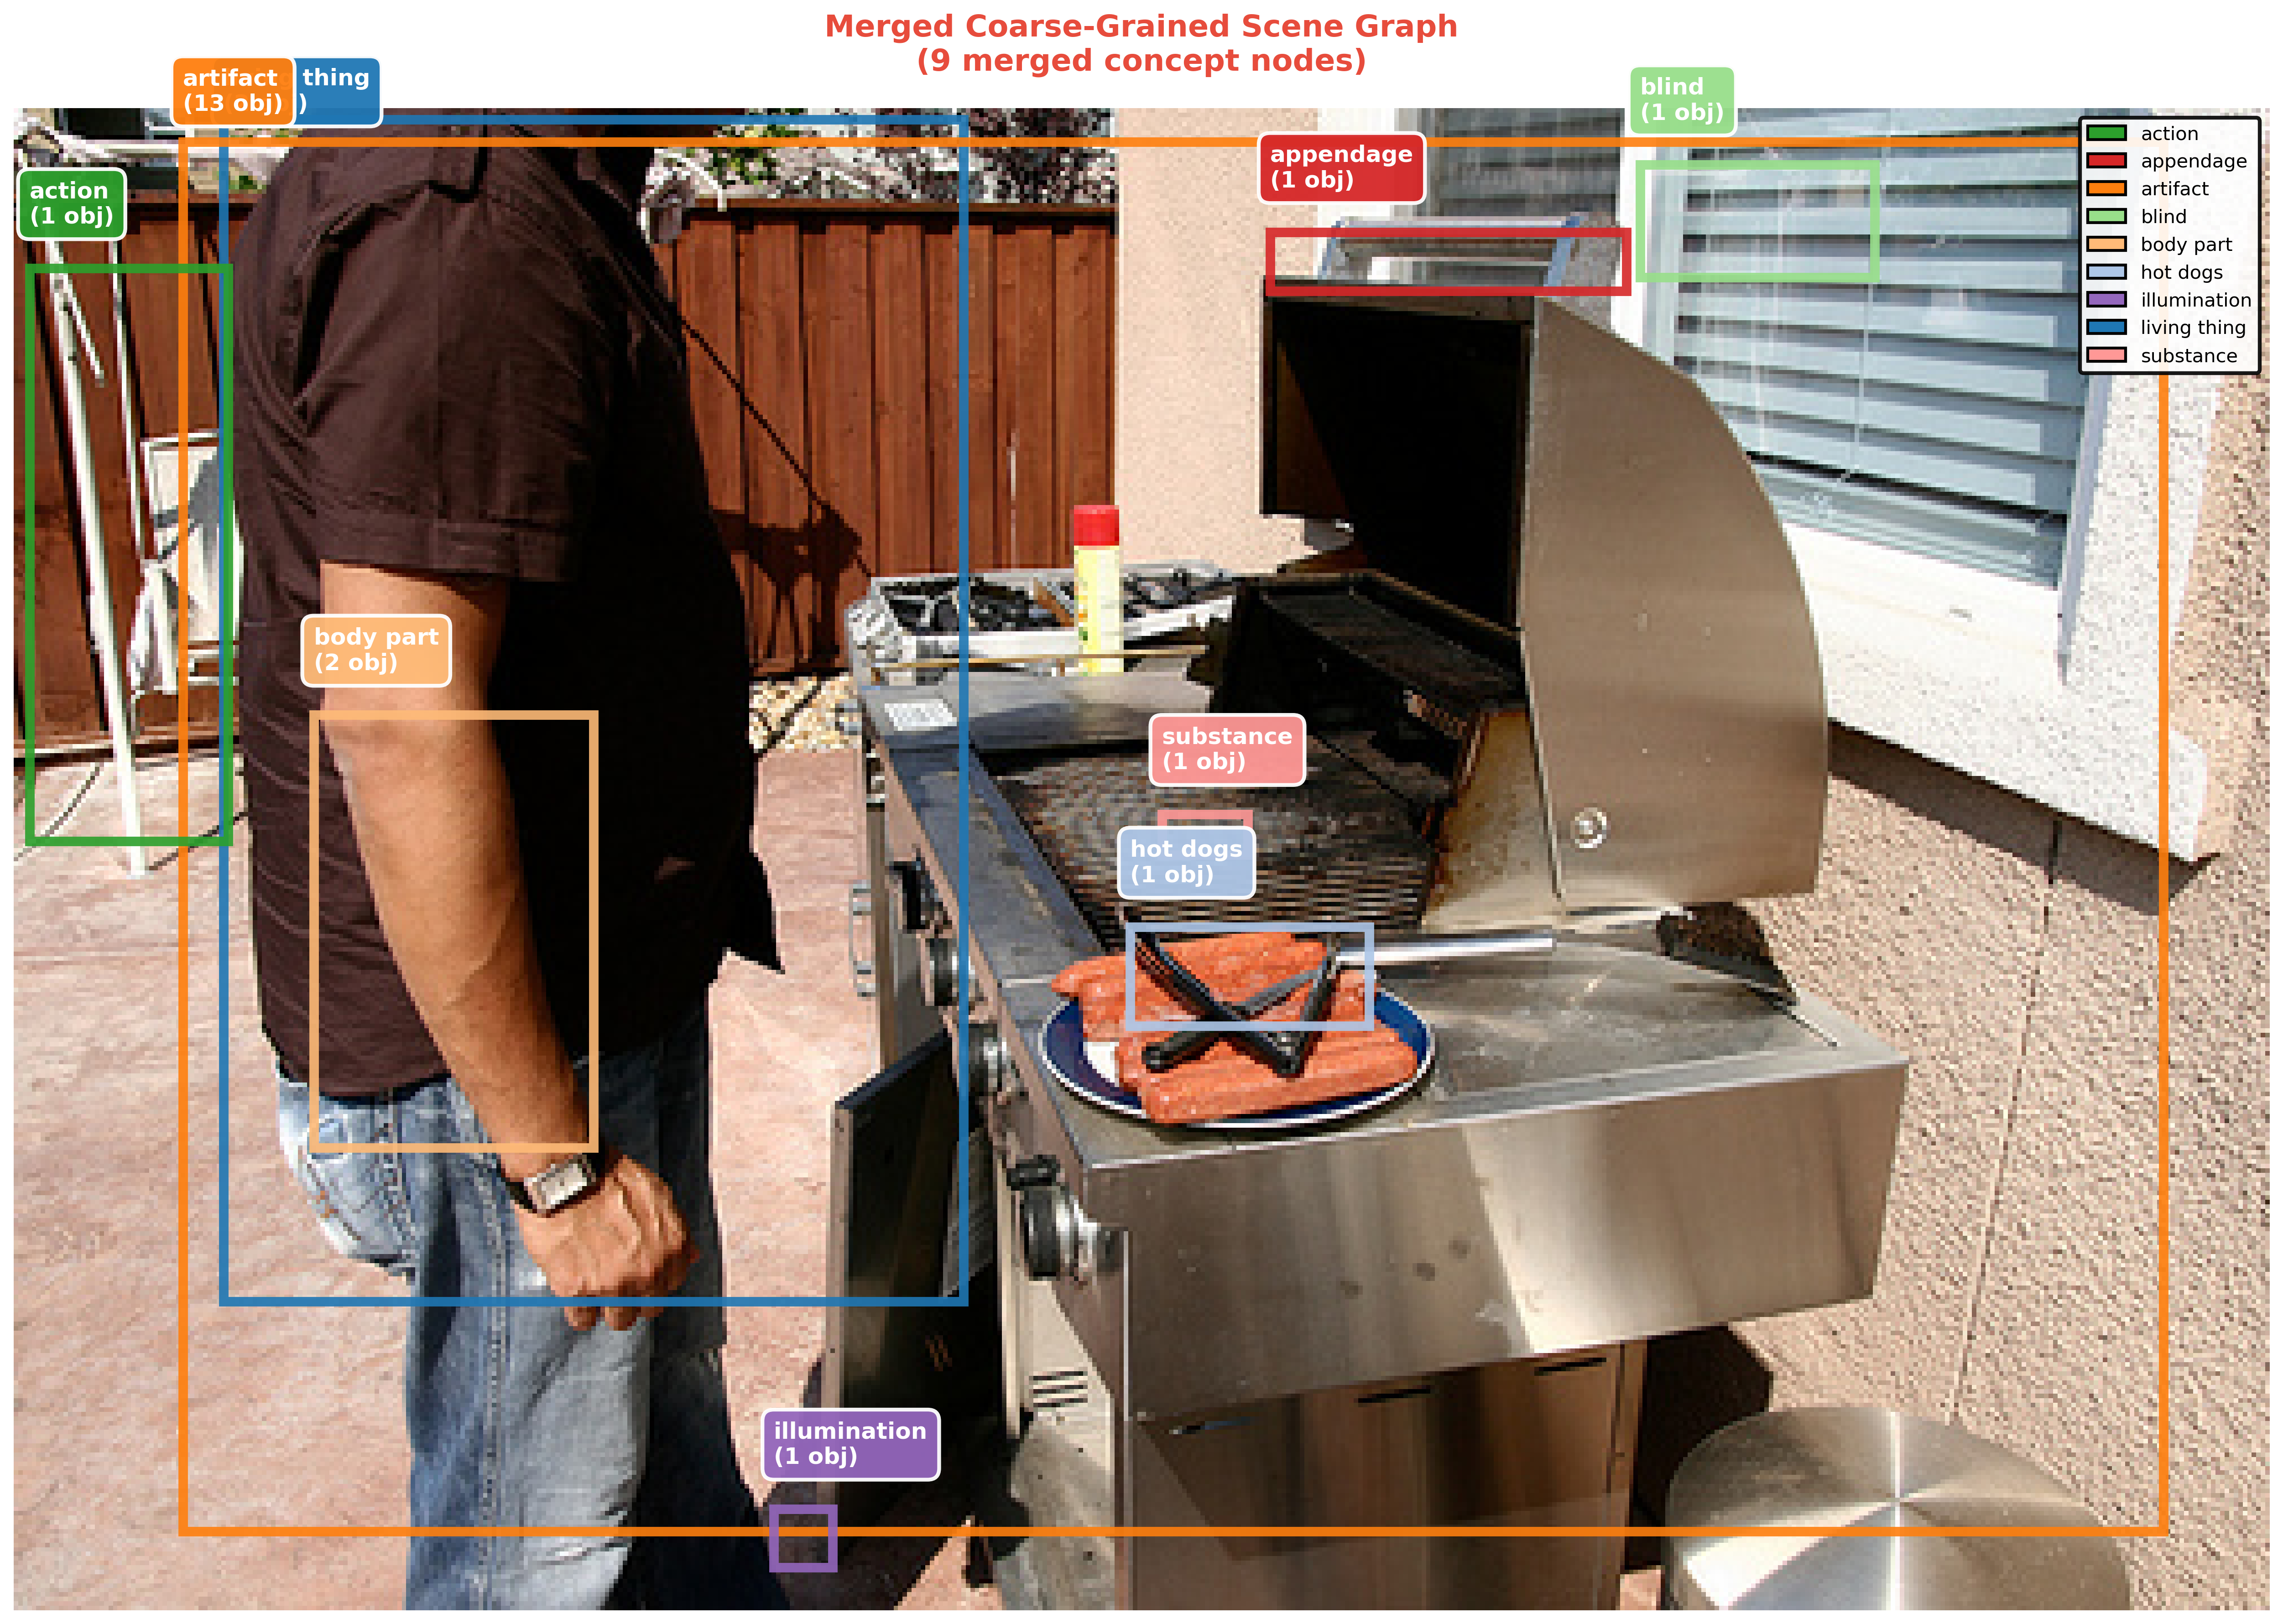 Merged Coarse-Grained Scene Graph
(9 merged concept nodes)
artifact
(13 obj)
thing
)
blind
(1 obj)
action
appendage
artifact
blind
body part
hot dogs
illumination
living thing
substance
appendage
(1 obj)
action
(1 obj)
body part
(2 obj)
substance
(1 obj)
hot dogs
(1 obj)
illumination
(1 obj)